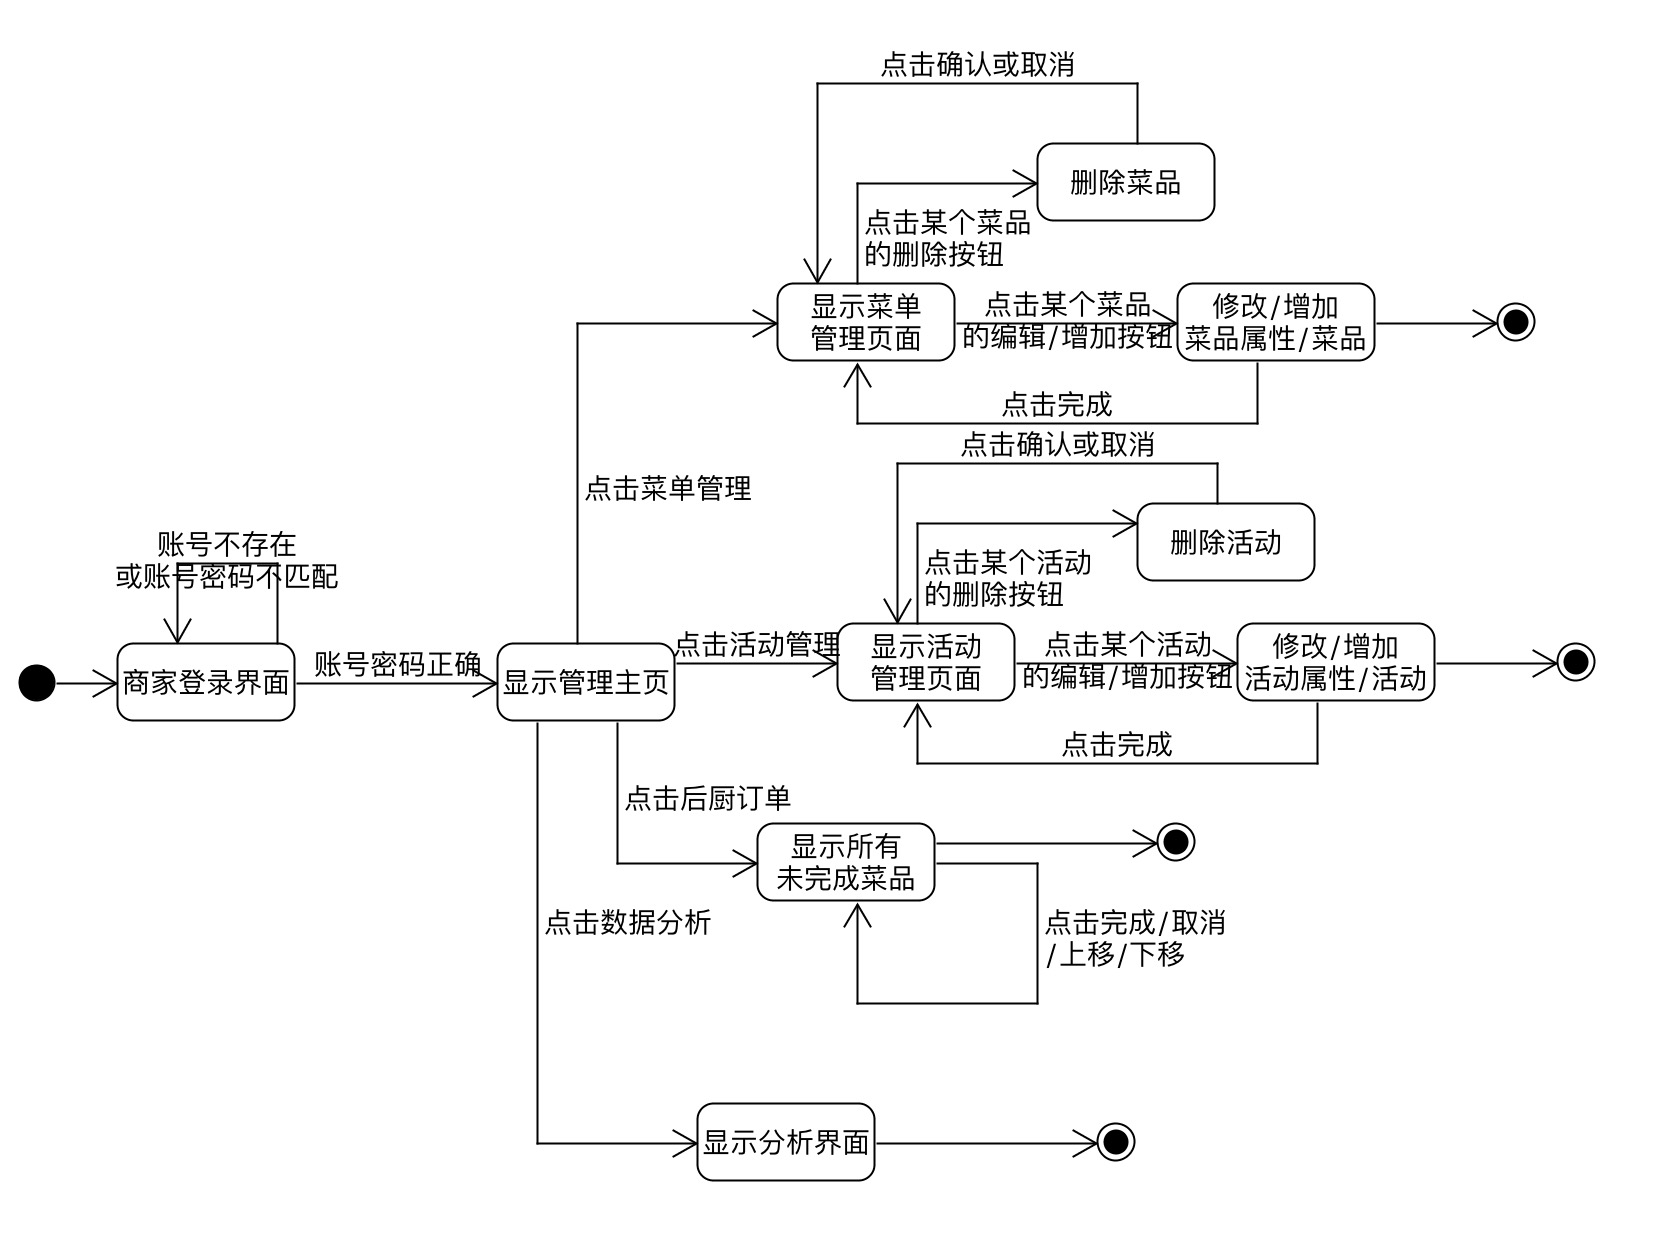 点击确认或取消
删除菜品
点击某个菜品
的删除按钮
显示菜单
管理页面
点击某个菜品
的编辑/增加按钮
修改/增加
菜品属性/菜品
点击完成
点击确认或取消
点击菜单管理
删除活动
账号不存在
或账号密码不匹配
点击某个活动
的删除按钮
商家登录界面
账号密码正确
显示管理主页
点击活动管理
显示活动
管理页面
点击某个活动
的编辑/增加按钮
修改/增加
活动属性/活动
点击完成
点击后厨订单
显示所有
未完成菜品
点击数据分析
点击完成/取消
/上移/下移
显示分析界面